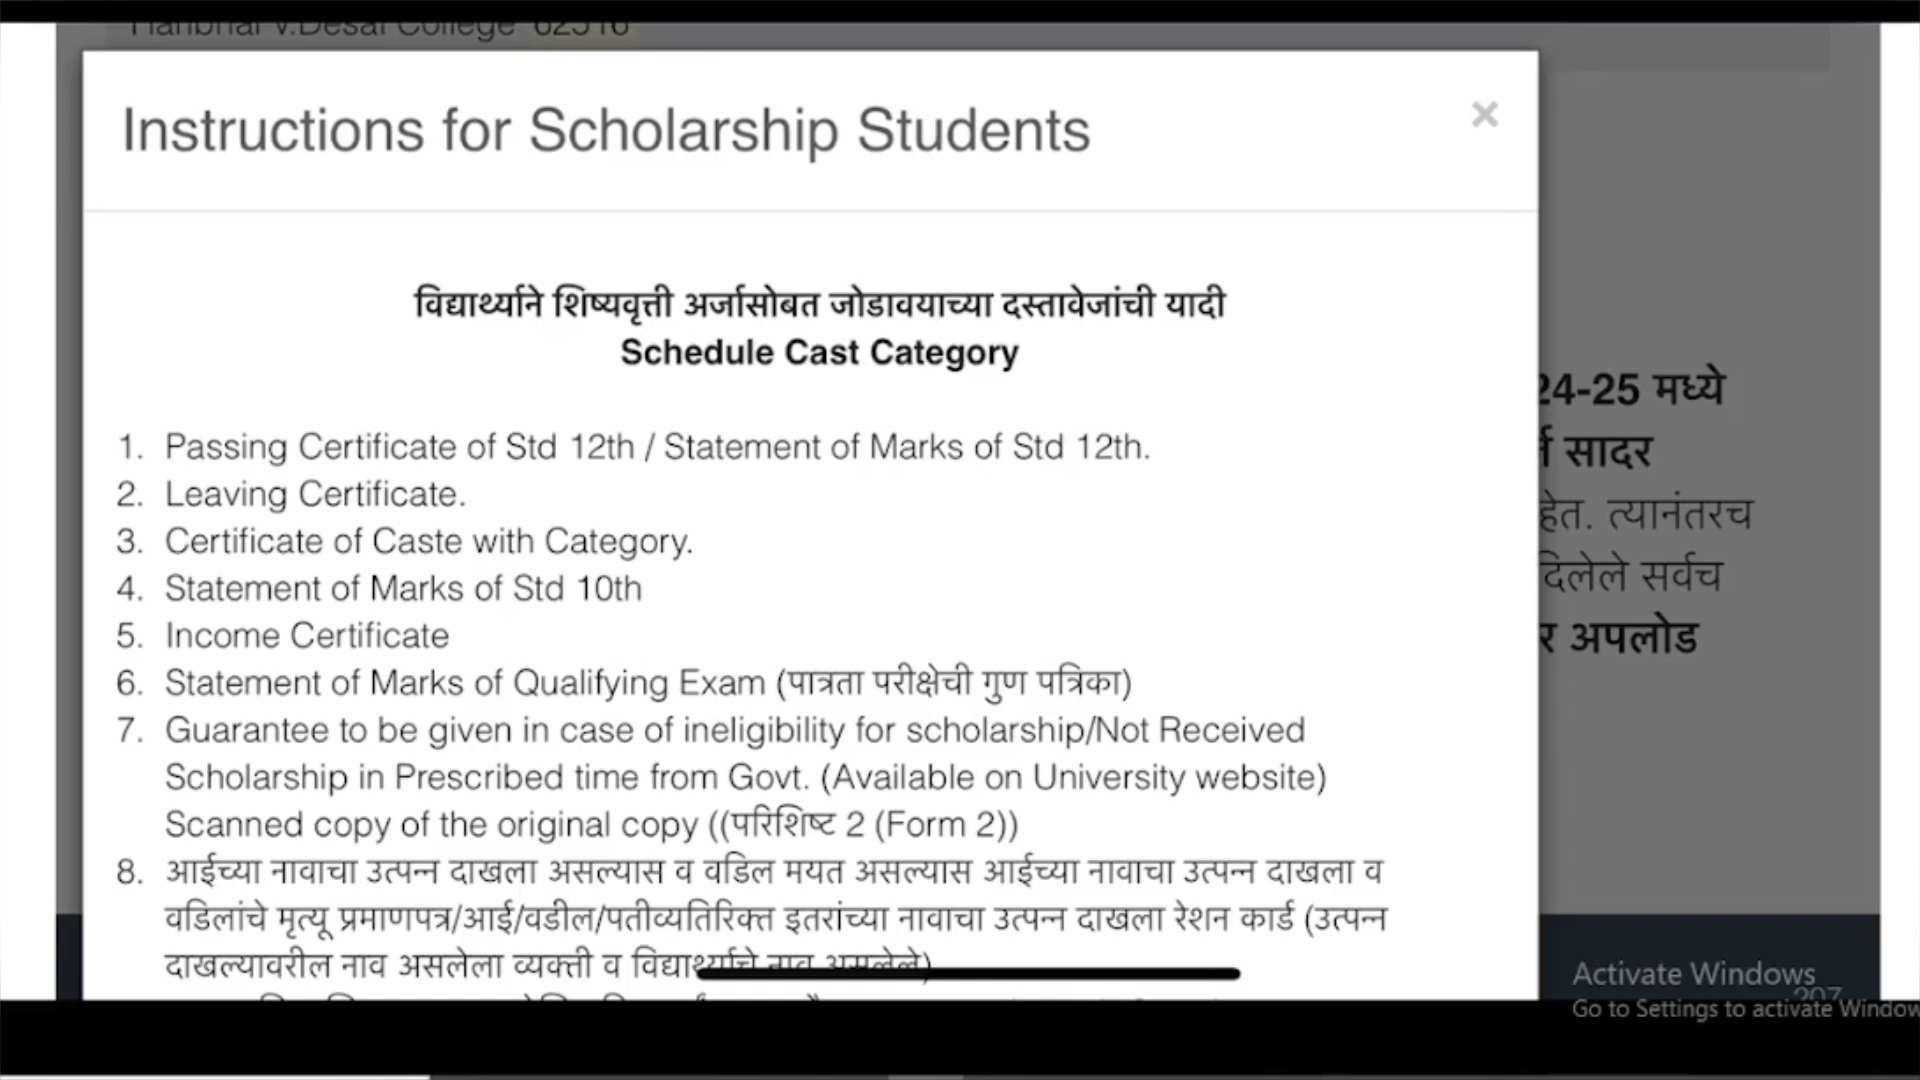 Haribhai V.Desai College
Instructions for Scholarship Students
×
विद्यार्थ्याने शिष्यवृत्ती अर्जासोबत जोडावयाच्या दस्तावेजांची यादी
Schedule Cast Category
1. Passing Certificate of Std 12th / Statement of Marks of Std 12th.
2. Leaving Certificate.
3. Certificate of Caste with Category.
4. Statement of Marks of Std 10th
5. Income Certificate
6. Statement of Marks of Qualifying Exam (पात्रता परीक्षेची गुण पत्रिका)
7. Guarantee to be given in case of ineligibility for scholarship/Not Received
Scholarship in Prescribed time from Govt. (Available on University website)
Scanned copy of the original copy ((परिशिष्ट 2 (Form 2))
8. आईच्या नावाचा उत्पन्न दाखला असल्यास व वडिल मयत असल्यास आईच्या नावाचा उत्पन्न दाखला व
वडिलांचे मृत्यू प्रमाणपत्र/आई/वडील/पतीव्यतिरिक्त इतरांच्या नावाचा उत्पन्न दाखला रेशन कार्ड (उत्पन्न
दाखल्यावरील नाव असलेला व्यक्ती व विद्यार्थ्याचे नाव असलेले)
24-25 मध्ये
सादर
त्यानंतरच
दिलेले सर्वच
अपलोड
Activate Windows
207
Go to Settings to activate Window